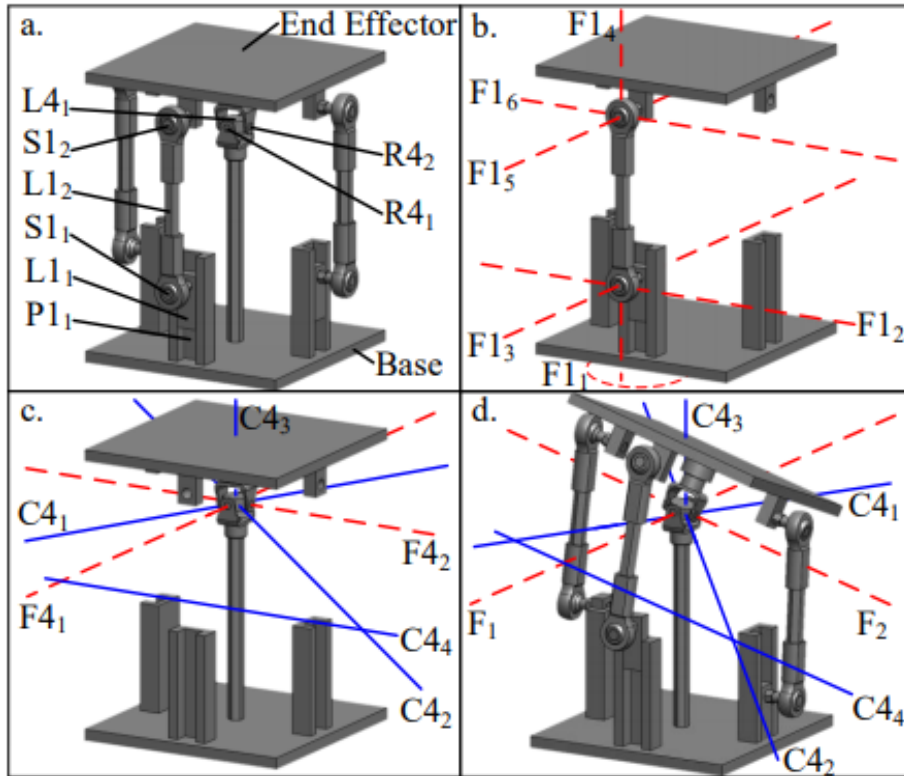 a.
End Effector
L4₁
S1₂
R4₂
L1₂
R4₁
S1₁
L1₁
P1₁
Base
b.
F1₄
F1₆
F1₅
F1₂
F1₃
F1₁
c.
C4₃
C4₁
F4₂
F4₁
C4₄
C4₂
d.
C4₃
C4₁
F₁
F₂
C4₄
C4₂